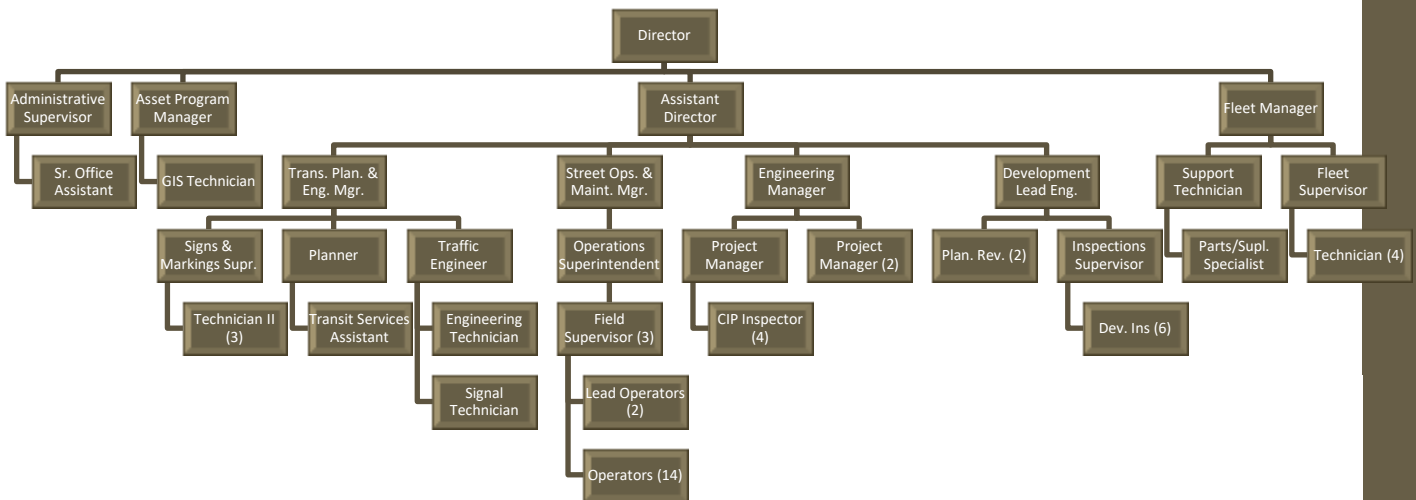 Director
Administrative
Supervisor
Asset Program
Manager
Assistant
Director
Fleet Manager
Sr. Office
Assistant
GIS Technician
Trans. Plan. &
Eng. Mgr.
Street Ops. &
Maint. Mgr.
Engineering
Manager
Development
Lead Eng.
Support
Technician
Fleet
Supervisor
Signs &
Markings Supr.
Planner
Traffic
Engineer
Operations
Superintendent
Project
Manager
Project
Manager (2)
Plan. Rev. (2)
Inspections
Supervisor
Parts/Supl.
Specialist
Technician (4)
Technician II
(3)
Transit Services
Assistant
Engineering
Technician
Field
Supervisor (3)
CIP Inspector
(4)
Dev. Ins (6)
Signal
Technician
Lead Operators
(2)
Operators (14)